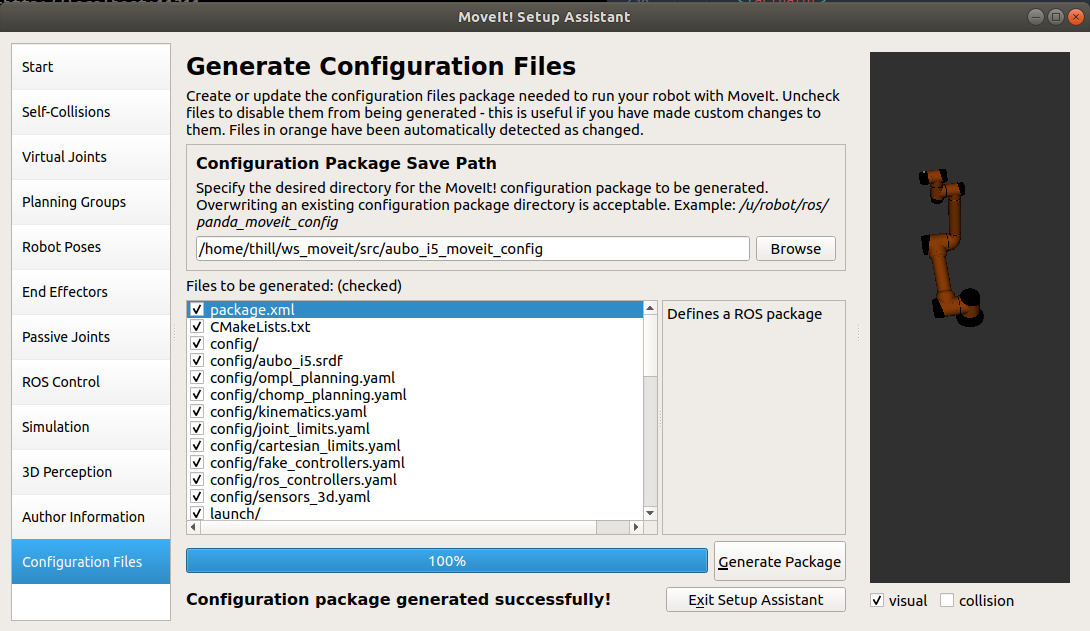 MoveIt! Setup Assistant
Start
Self-Collisions
Virtual Joints
Planning Groups
Robot Poses
End Effectors
Passive Joints
ROS Control
Simulation
3D Perception
Author Information
Configuration Files
Generate Configuration Files
Create or update the configuration files package needed to run your robot with MoveIt. Uncheck
files to disable them from being generated - this is useful if you have made custom changes to
them. Files in orange have been automatically detected as changed.
Configuration Package Save Path
Specify the desired directory for the MoveIt! configuration package to be generated.
Overwriting an existing configuration package directory is acceptable. Example: /u/robot/ros/
panda_moveit_config
/home/thill/ws_moveit/src/aubo_i5_moveit_config
Browse
Files to be generated: (checked)
package.xml
CMakeLists.txt
config/
config/aubo_i5.srdf
config/ompl_planning.yaml
config/chomp_planning.yaml
config/kinematics.yaml
config/joint_limits.yaml
config/cartesian_limits.yaml
config/fake_controllers.yaml
config/ros_controllers.yaml
config/sensors_3d.yaml
launch/
Defines a ROS package
100%
Generate Package
Configuration package generated successfully!
Exit Setup Assistant
visual
collision